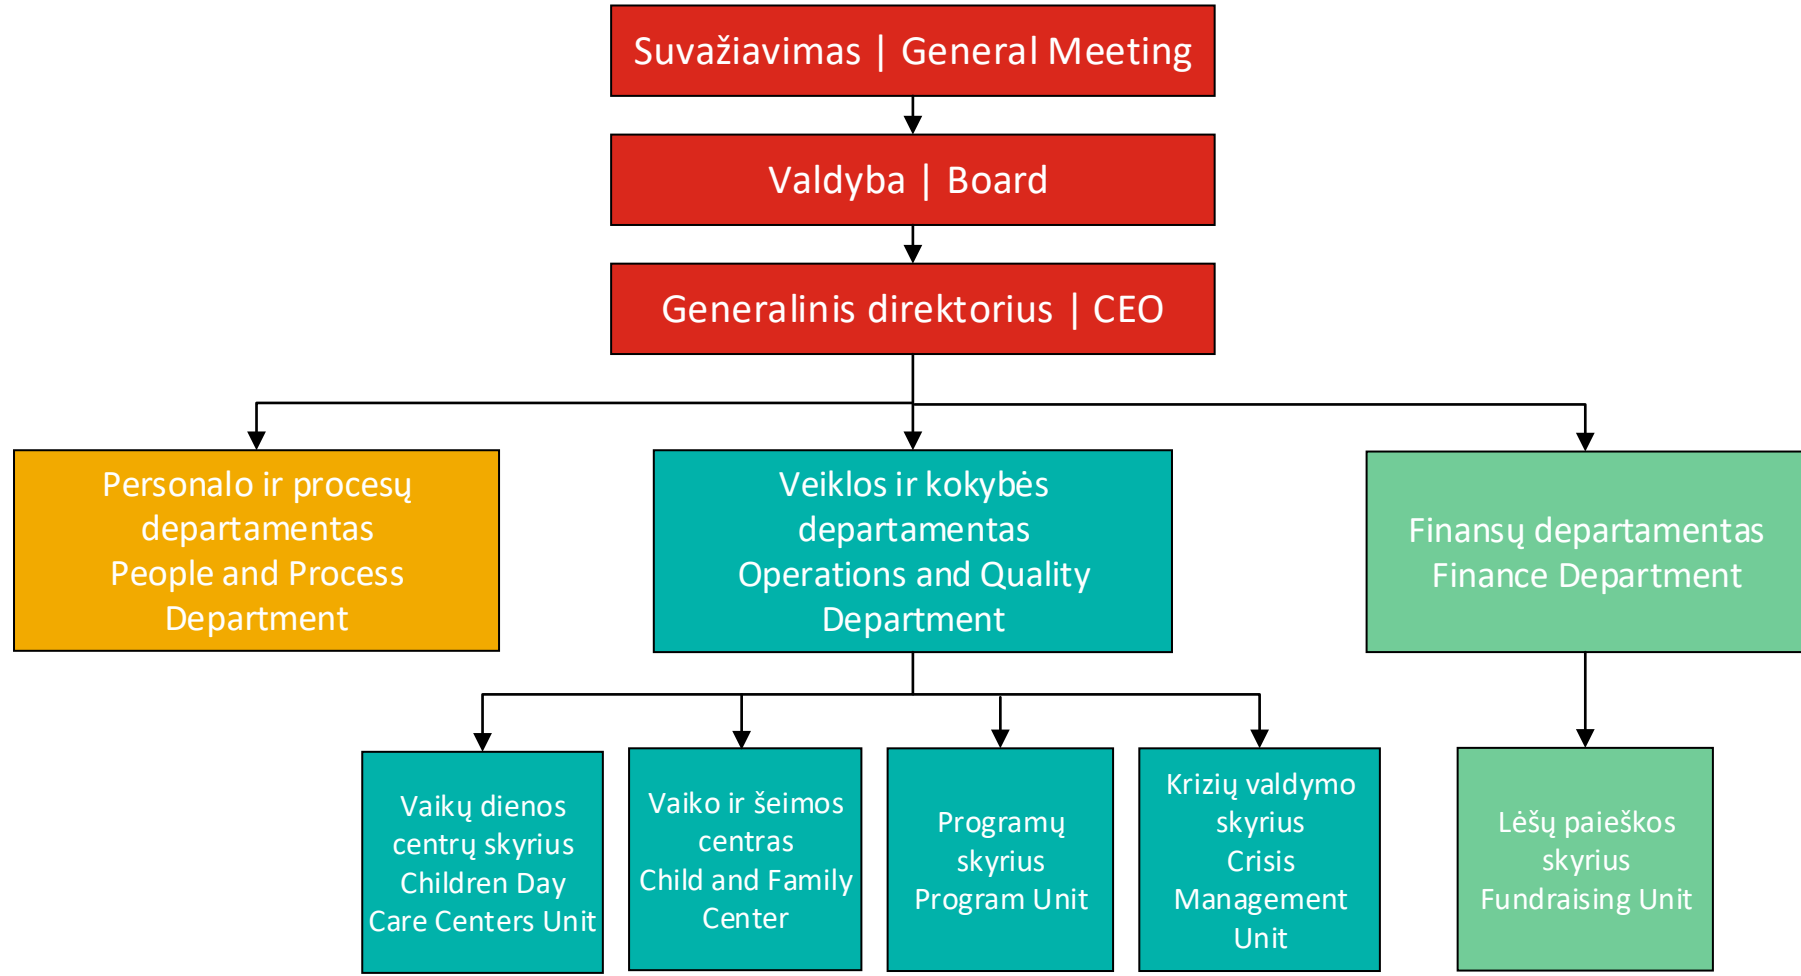 Suvažiavimas | General Meeting
Valdyba | Board
Generalinis direktorius | CEO
Personalo ir procesų
departamentas
People and Process
Department
Veiklos ir kokybės
departamentas
Operations and Quality
Department
Finansų departamentas
Finance Department
Vaikų dienos
centrų skyrius
Children Day
Care Centers Unit
Vaiko ir šeimos
centras
Child and Family
Center
Programų
skyrius
Program Unit
Krizių valdymo
skyrius
Crisis
Management
Unit
Lėšų paieškos
skyrius
Fundraising Unit